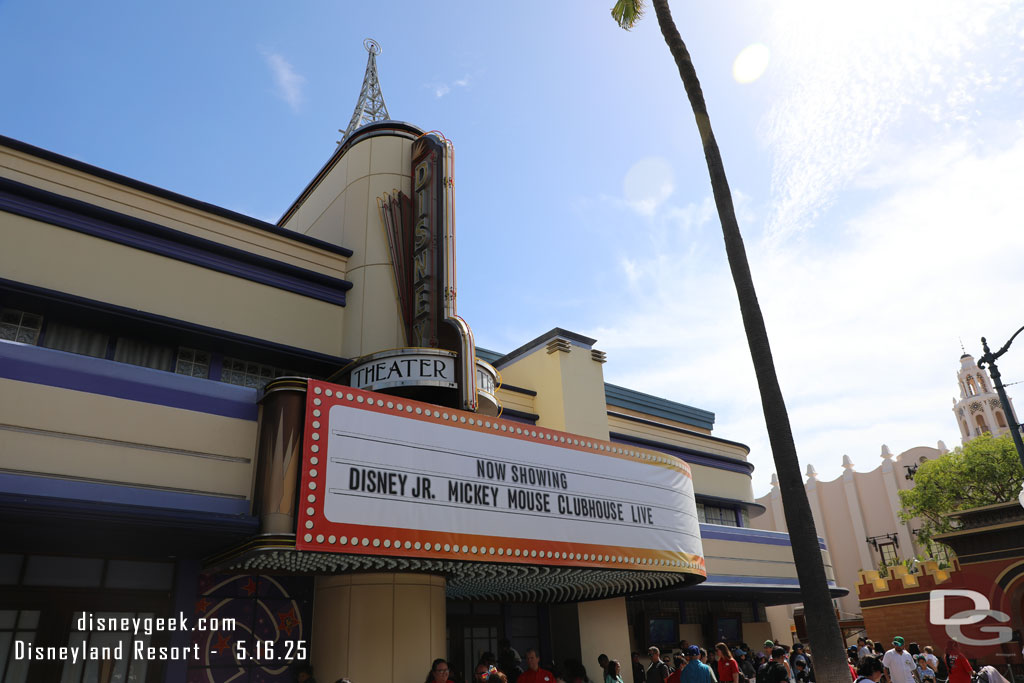 DISNEY
THEATER
NOW SHOWING
DISNEY JR. MICKEY MOUSE CLUBHOUSE LIVE
disneygeek.com
Disneyland Resort - 5.16.25
DG